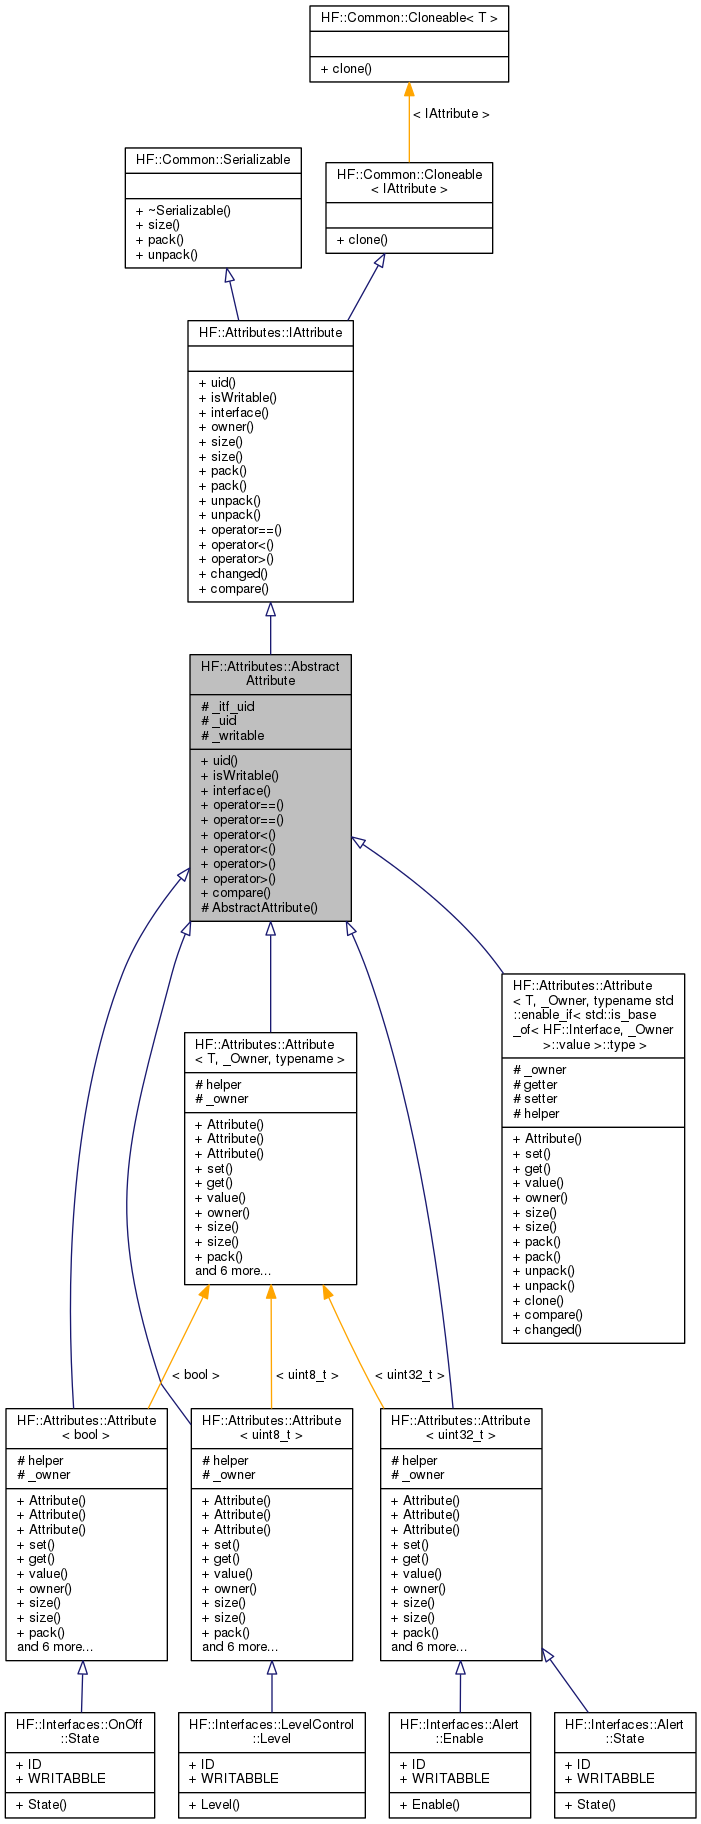 HF::Common::Cloneable< T >
+ clone()
< IAttribute >
HF::Common::Serializable
+ ~Serializable()
+ size()
+ pack()
+ unpack()
HF::Common::Cloneable
< IAttribute >
+ clone()
HF::Attributes::IAttribute
+ uid()
+ isWritable()
+ interface()
+ owner()
+ size()
+ size()
+ pack()
+ pack()
+ unpack()
+ unpack()
+ operator==()
+ operator<()
+ operator>()
+ changed()
+ compare()
HF::Attributes::Abstract
Attribute
# _itf_uid
# _uid
# _writable
+ uid()
+ isWritable()
+ interface()
+ operator==()
+ operator==()
+ operator<()
+ operator<()
+ operator>()
+ operator>()
+ compare()
# AbstractAttribute()
HF::Attributes::Attribute
< T, _Owner, typename std
::enable_if< std::is_base
_of< HF::Interface, _Owner
>::value >::type >
# _owner
# getter
# setter
# helper
+ Attribute()
+ set()
+ get()
+ value()
+ owner()
+ size()
+ size()
+ pack()
+ pack()
+ unpack()
+ unpack()
+ clone()
+ compare()
+ changed()
HF::Attributes::Attribute
< T, _Owner, typename >
# helper
# _owner
+ Attribute()
+ Attribute()
+ Attribute()
+ set()
+ get()
+ value()
+ owner()
+ size()
+ size()
+ pack()
and 6 more...
< bool >
< uint8_t >
< uint32_t >
HF::Attributes::Attribute
< bool >
# helper
# _owner
+ Attribute()
+ Attribute()
+ Attribute()
+ set()
+ get()
+ value()
+ owner()
+ size()
+ size()
+ pack()
and 6 more...
HF::Attributes::Attribute
< uint8_t >
# helper
# _owner
+ Attribute()
+ Attribute()
+ Attribute()
+ set()
+ get()
+ value()
+ owner()
+ size()
+ size()
+ pack()
and 6 more...
HF::Attributes::Attribute
< uint32_t >
# helper
# _owner
+ Attribute()
+ Attribute()
+ Attribute()
+ set()
+ get()
+ value()
+ owner()
+ size()
+ size()
+ pack()
and 6 more...
HF::Interfaces::OnOff
::State
+ ID
+ WRITABBLE
+ State()
HF::Interfaces::LevelControl
::Level
+ ID
+ WRITABBLE
+ Level()
HF::Interfaces::Alert
::Enable
+ ID
+ WRITABBLE
+ Enable()
HF::Interfaces::Alert
::State
+ ID
+ WRITABBLE
+ State()